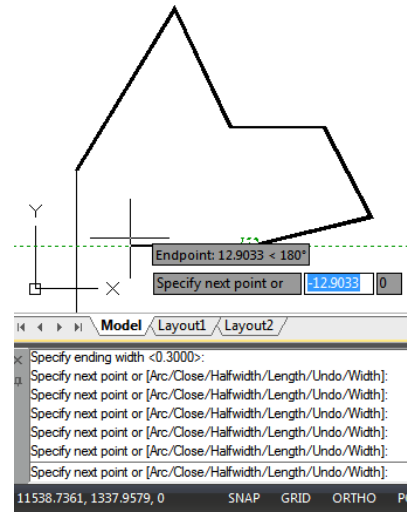 Y
Endpoint: 12.9033 < 180°
X
Specify next point or -12.9033 0
Model Layout1 Layout2
Specify ending width <0.3000>:
Specify next point or [Arc/Close/Halfwidth/Length/Undo/Width]:
Specify next point or [Arc/Close/Halfwidth/Length/Undo/Width]:
Specify next point or [Arc/Close/Halfwidth/Length/Undo/Width]:
Specify next point or [Arc/Close/Halfwidth/Length/Undo/Width]:
Specify next point or [Arc/Close/Halfwidth/Length/Undo/Width]:
Specify next point or [Arc/Close/Halfwidth/Length/Undo/Width]:
11538.7361, 1337.9579, 0 SNAP GRID ORTHO